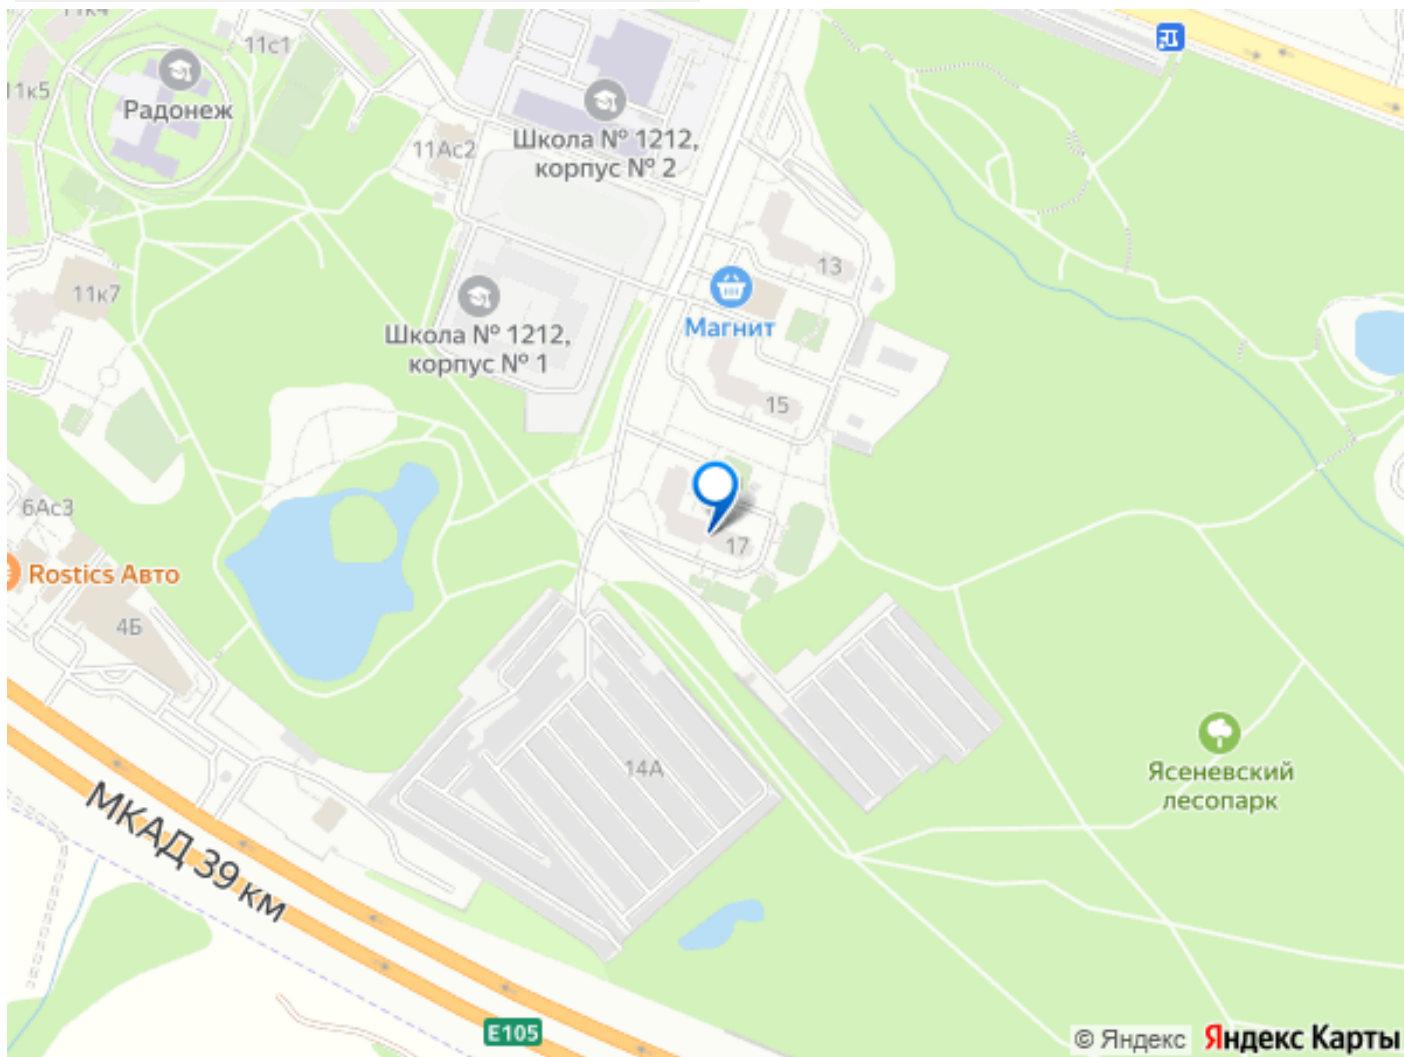 11к4
11с1
11к5
Радонеж
Школа № 1212,
корпус № 2
11Ас2
13
11к7
Магнит
Школа № 1212,
корпус № 1
15
6Ас3
17
Rostics Авто
4Б
14А
Ясеневский
лесопарк
МКАД 39 км
E105
© Яндекс Яндекс Карты